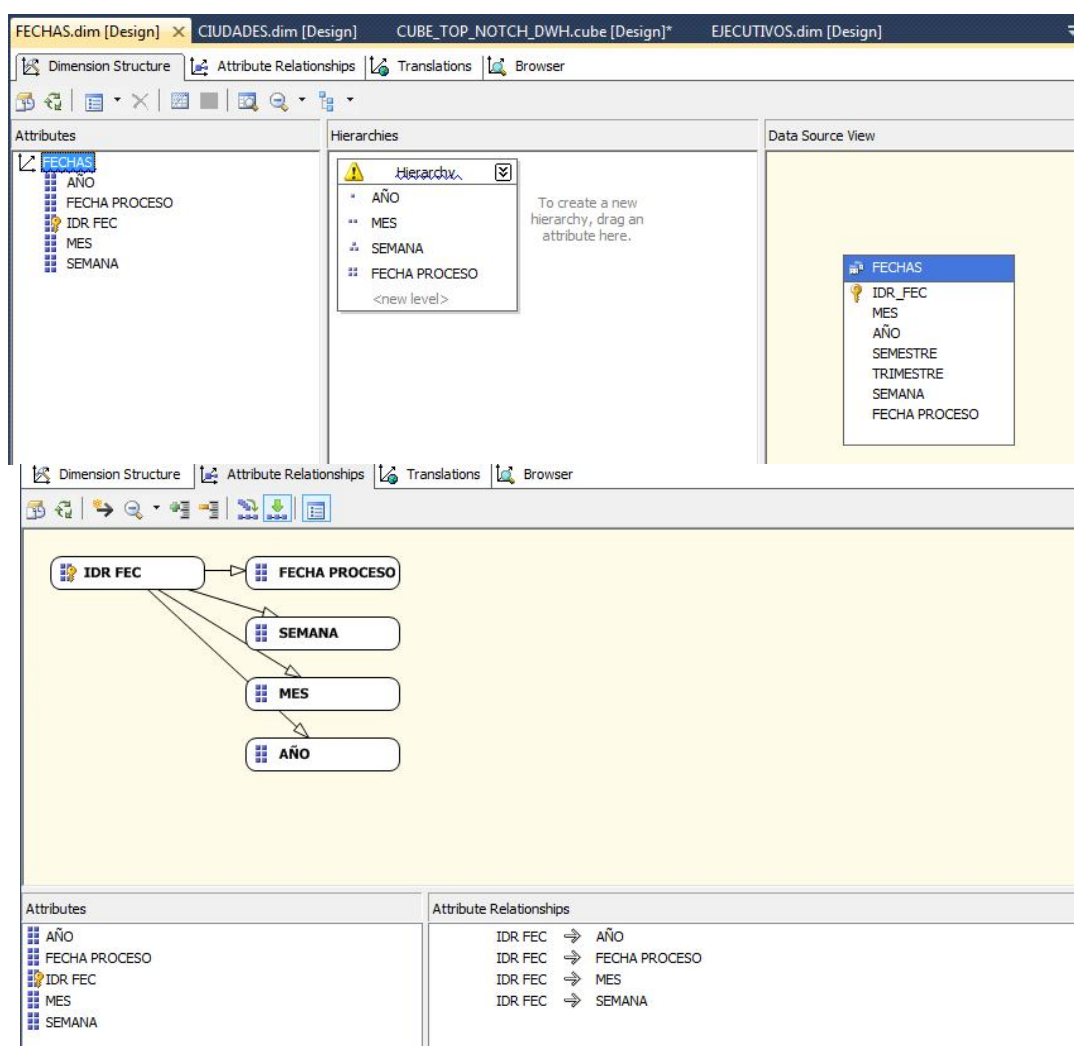 FECHAS.dim [Design] CIUDADES.dim [Design] CUBE_TOP_NOTCH_DWH.cube [Design]* EJECUTIVOS.dim [Design]
Dimension Structure Attribute Relationships Translations Browser
Attributes
FECHAS
AÑO
FECHA PROCESO
IDR FEC
MES
SEMANA
Hierarchies
Hierarchy
AÑO
MES
SEMANA
FECHA PROCESO
<new level>
To create a new
hierarchy, drag an
attribute here.
Data Source View
FECHAS
IDR_FEC
MES
AÑO
SEMESTRE
TRIMESTRE
SEMANA
FECHA PROCESO
Dimension Structure Attribute Relationships Translations Browser
IDR FEC FECHA PROCESO
SEMANA
MES
AÑO
Attributes
AÑO
FECHA PROCESO
IDR FEC
MES
SEMANA
Attribute Relationships
IDR FEC ⇒ AÑO
IDR FEC ⇒ FECHA PROCESO
IDR FEC ⇒ MES
IDR FEC ⇒ SEMANA